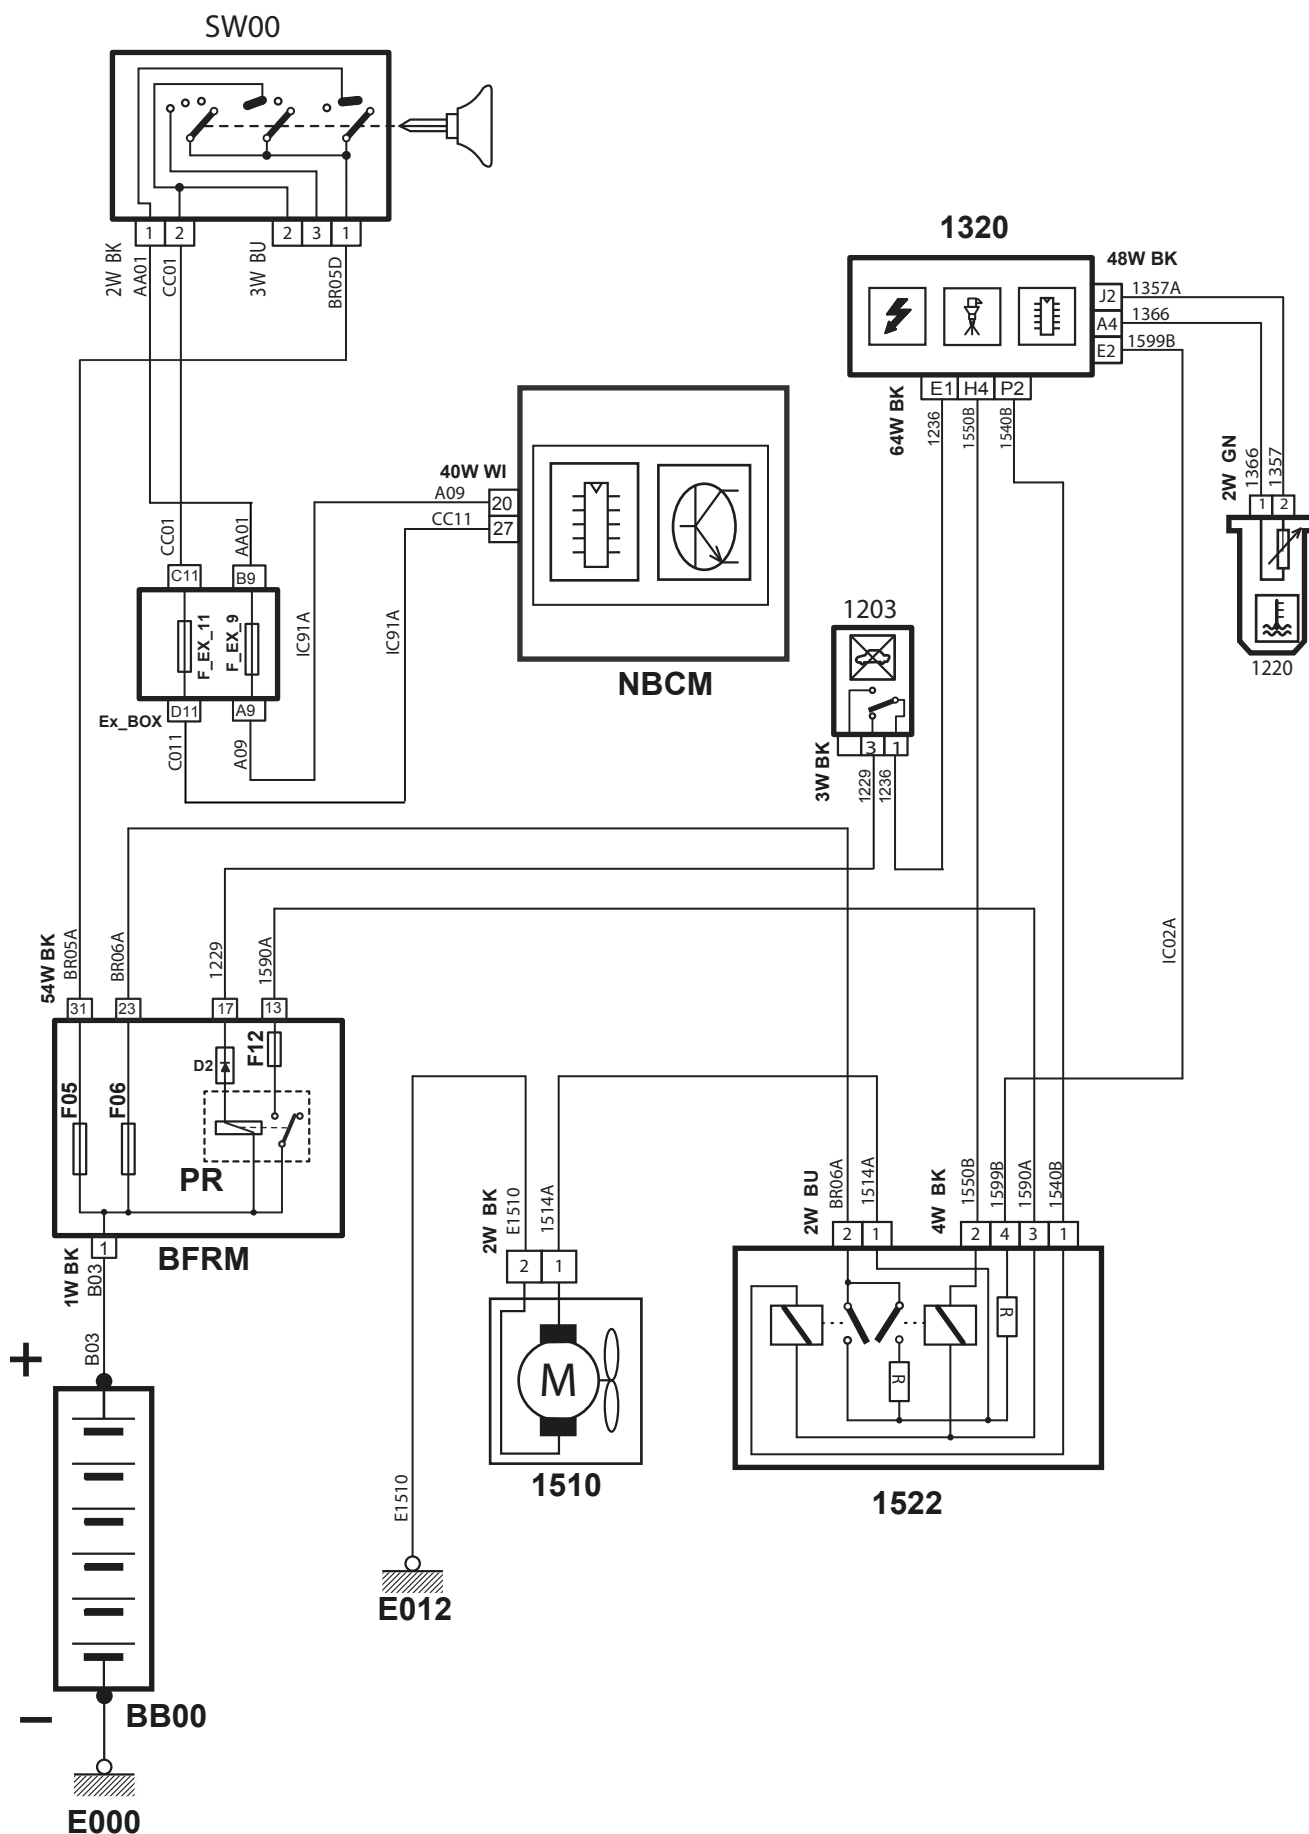 SW00
1 2 2 3 1
2W BK
AA01
CC01
3W BU
BR05D
1320
48W BK
J2 1357A
A4 1366
E2 1599B
E1 H4 P2
64W BK
1236
1550B
1540B
2W GN
1366
1357
1 2
1220
40W WI
A09 20
CC11 27
NBCM
CC01
AA01
C11 B9
F_EX_11
F_EX_9
IC91A
IC91A
D11 A9
Ex_BOX
C011
A09
1203
3 1
3W BK
1229
1236
IC02A
54W BK
BR05A
BR06A
1229
1590A
31 23 17 13
F05
F06
D2
F12
PR
1
BFRM
1W BK
B03
B03
+
−
BB00
E000
2W BK
E1510
1514A
2 1
M
1510
E1510
E012
2W BU
BR06A
1514A
4W BK
1550B
1599B
1590A
1540B
2 1 2 4 3 1
R
R
1522